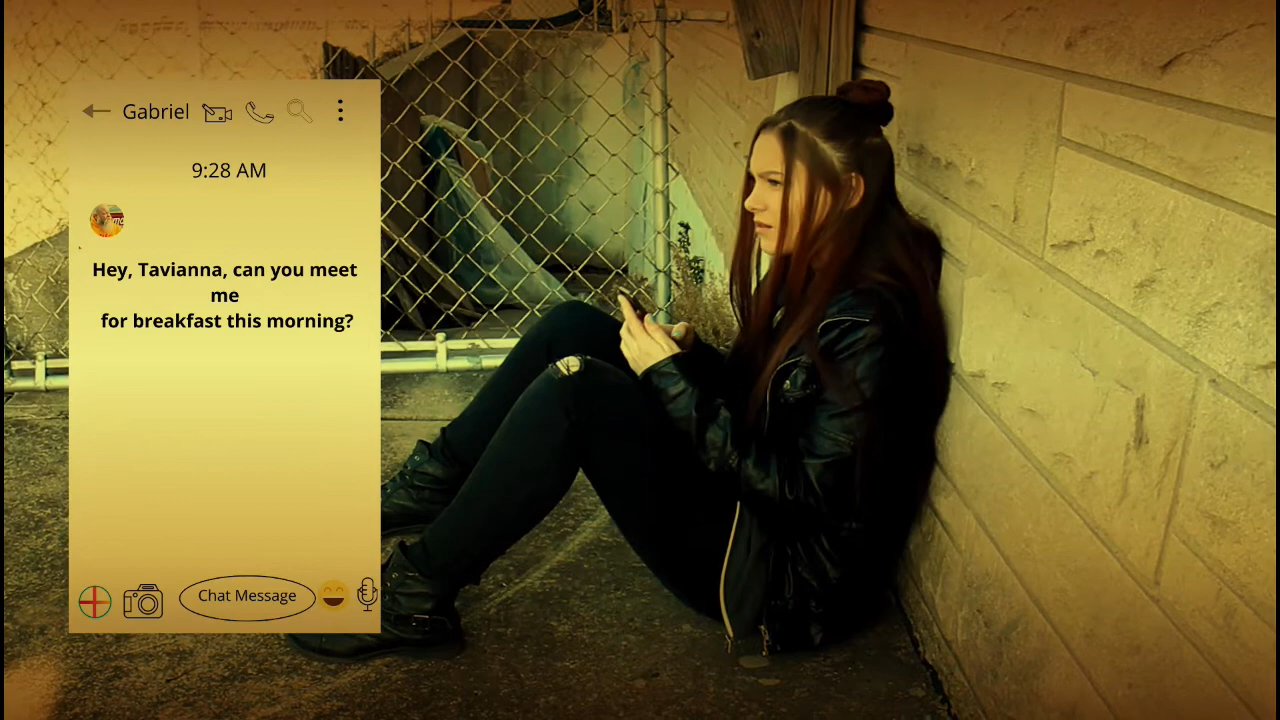 Gabriel
9:28 AM
Hey, Tavianna, can you meet
me
for breakfast this morning?
Chat Message